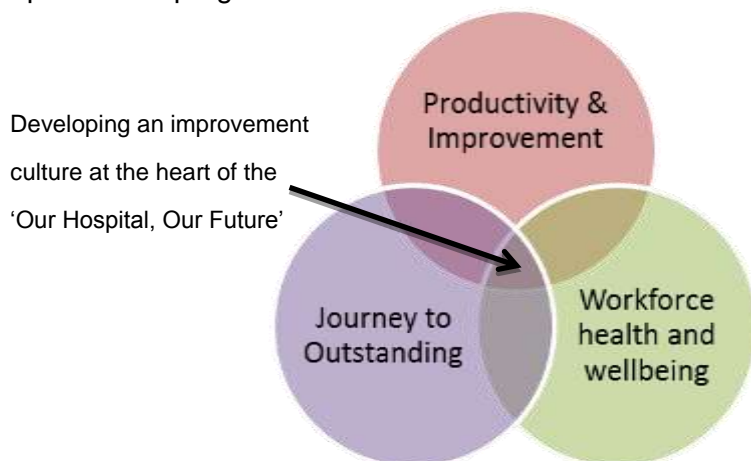 Developing an improvement
culture at the heart of the
‘Our Hospital, Our Future’
Productivity &
Improvement
Journey to
Outstanding
Workforce
health and
wellbeing